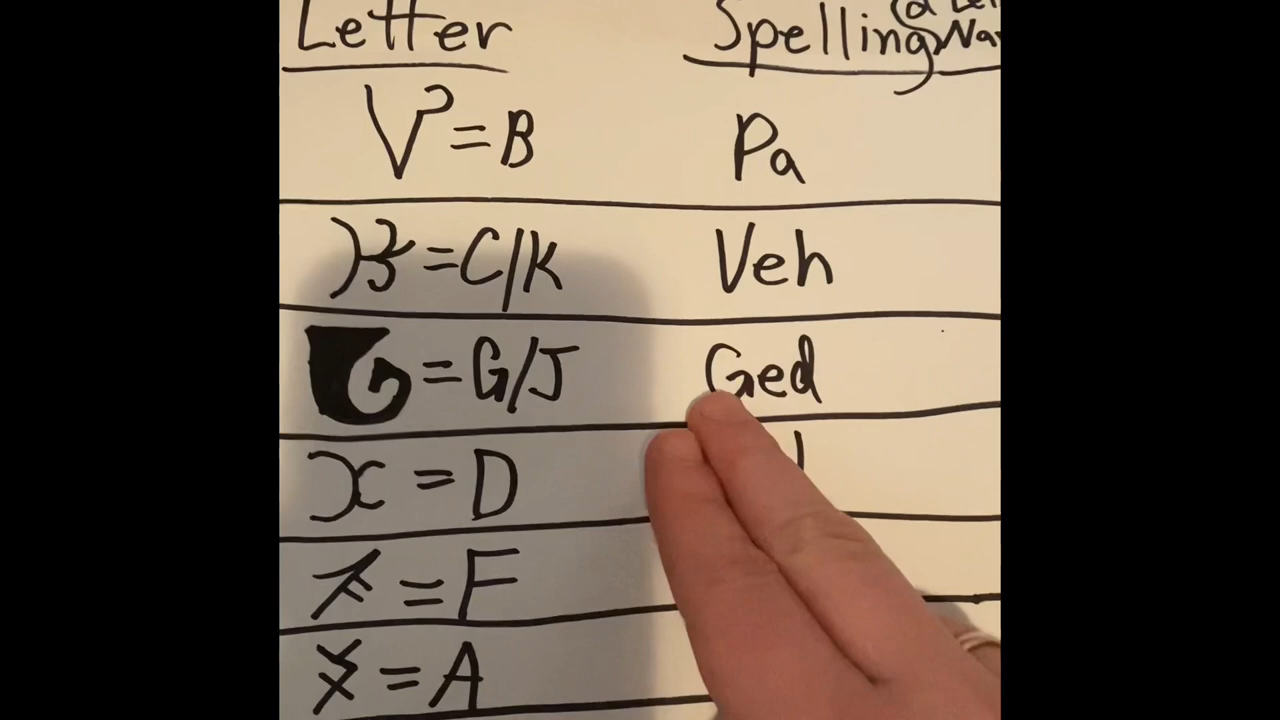 Letter Spelling
V = B Pa
= C/K Veh
= G/J Ged
= D
= F
= A